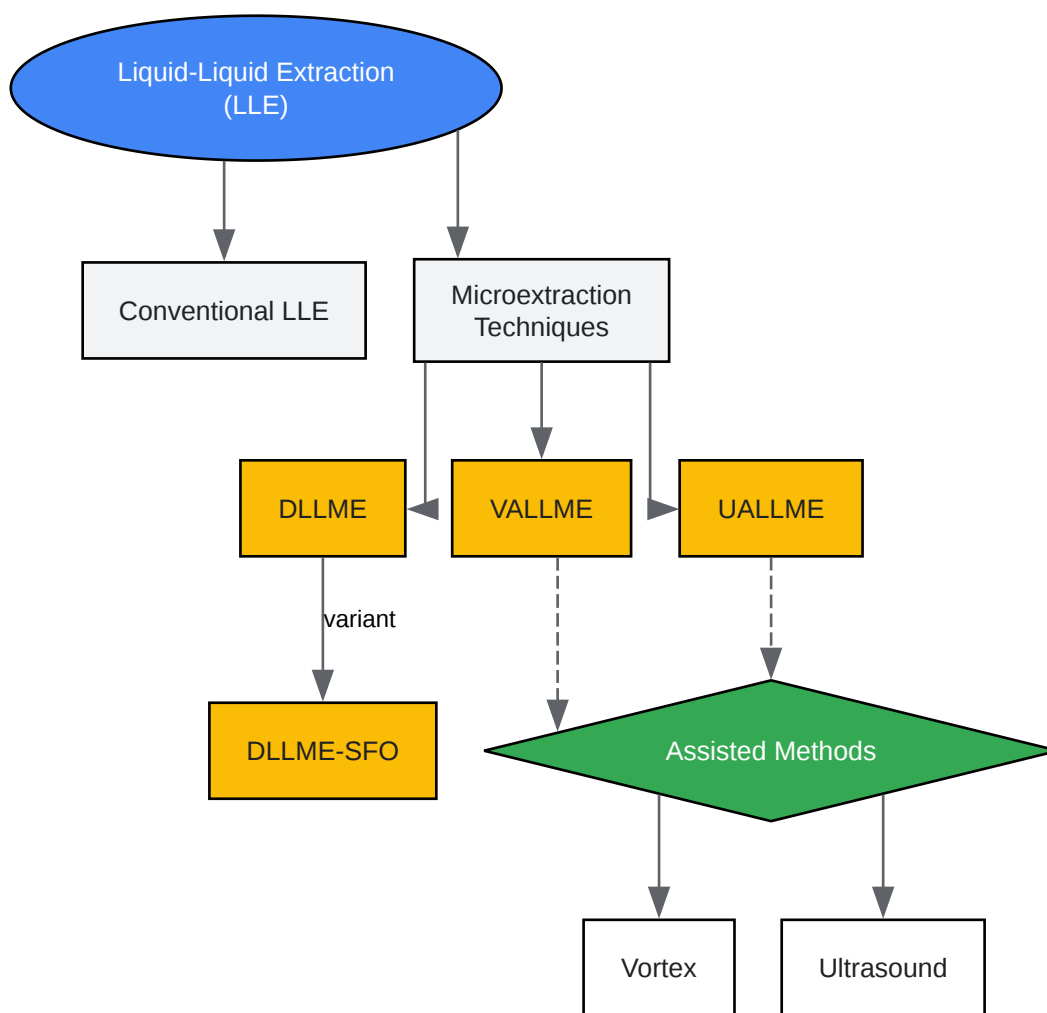 Liquid-Liquid Extraction
(LLE)
Conventional LLE
Microextraction
Techniques
DLLME
VALLME
UALLME
variant
DLLME-SFO
Assisted Methods
Vortex
Ultrasound